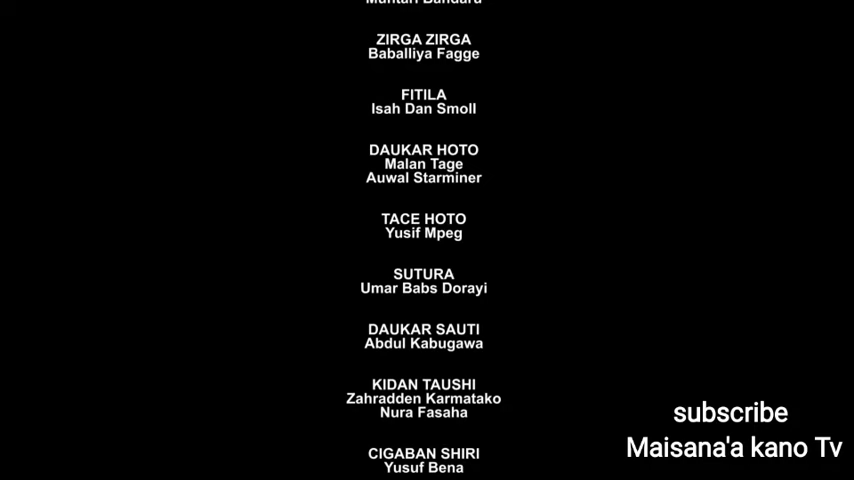 Muhtari Bandaru
ZIRGA ZIRGA
Baballiya Fagge
FITILA
Isah Dan Smoll
DAUKAR HOTO
Malan Tage
Auwal Starminer
TACE HOTO
Yusif Mpeg
SUTURA
Umar Babs Dorayi
DAUKAR SAUTI
Abdul Kabugawa
KIDAN TAUSHI
Zahradden Karmatako
Nura Fasaha
CIGABAN SHIRI
Yusuf Bena
subscribe
Maisana'a kano Tv